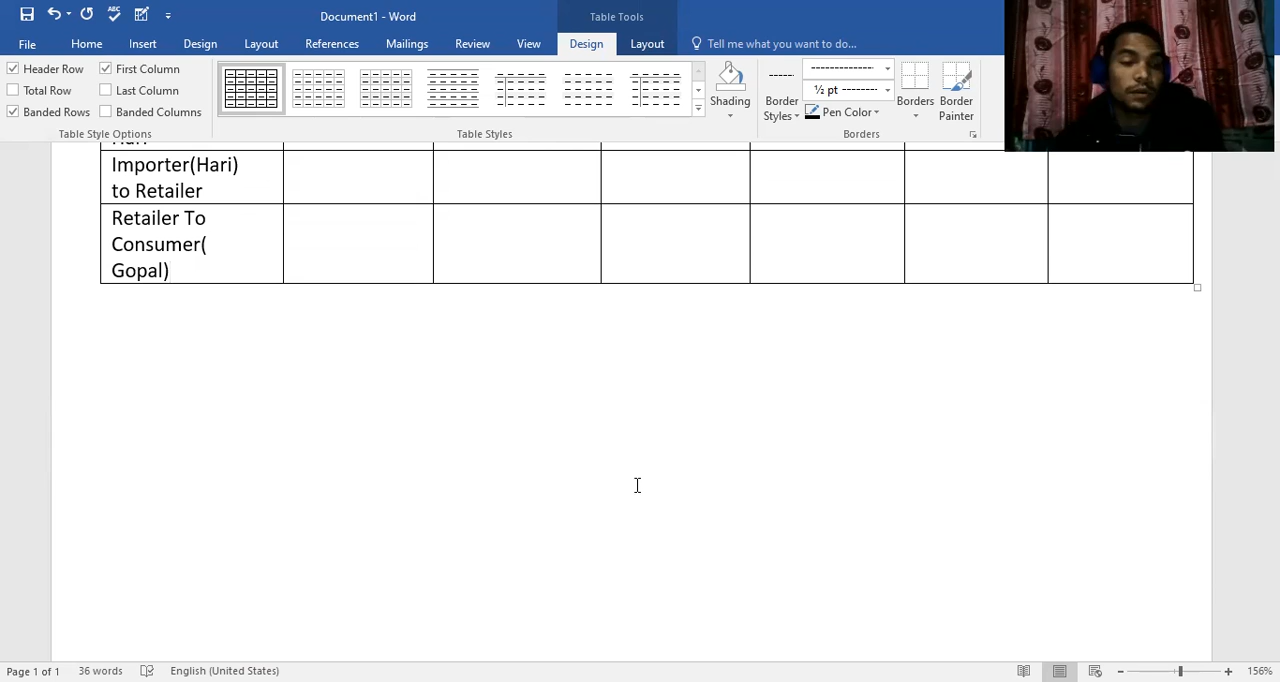 ABC
Document1 - Word
Table Tools
File
Home
Insert
Design
Layout
References
Mailings
Review
View
Design
Layout
Tell me what you want to do...
Header Row
First Column
Total Row
Last Column
Banded Rows
Banded Columns
Table Style Options
Table Styles
Shading
Border
Styles
½ pt
Pen Color
Borders
Border
Painter
Borders
Hari
Importer(Hari)
to Retailer
Retailer To
Consumer(
Gopal)
Page 1 of 1
36 words
English (United States)
156%